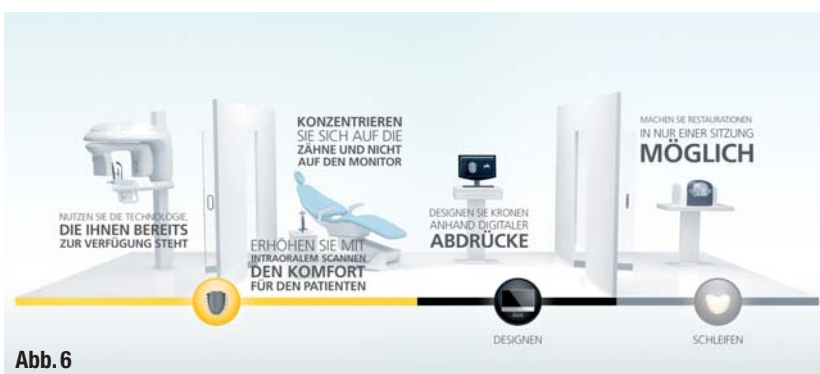 NUTZEN SIE DIE TECHNOLOGIE,
DIE IHNEN BEREITS
ZUR VERFÜGUNG STEHT
KONZENTRIEREN
SIE SICH AUF DIE
ZÄHNE UND NICHT
AUF DEN MONITOR
ERHÖHEN SIE MIT
INTRAORALEM SCANNEN
DEN KOMFORT
FÜR DEN PATIENTEN
DESIGNEN SIE KRONEN
ANHAND DIGITALER
ABDRÜCKE
MACHEN SIE RESTAURATIONEN
IN NUR EINER SITZUNG
MÖGLICH
DESIGNEN
SCHLEIFEN
Abb. 6